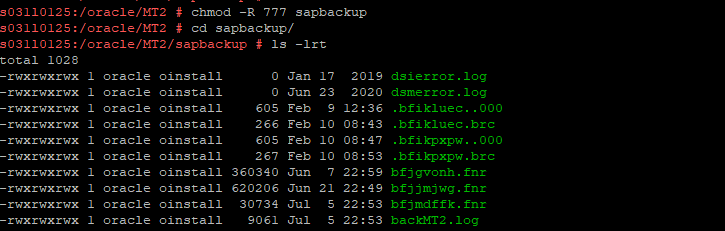 s03l10125:/oracle/MT2 # chmod -R 777 sapbackup
s03l10125:/oracle/MT2 # cd sapbackup/
s03l10125:/oracle/MT2/sapbackup # ls -lrt
total 1028
-rwxrwxrwx 1 oracle oinstall      0 Jan 17  2019 dsierror.log
-rwxrwxrwx 1 oracle oinstall      0 Jun 23  2020 dsmerror.log
-rwxrwxrwx 1 oracle oinstall    605 Feb  9 12:36 .bfikluec..000
-rwxrwxrwx 1 oracle oinstall    266 Feb 10 08:43 .bfikluec.brc
-rwxrwxrwx 1 oracle oinstall    605 Feb 10 08:47 .bfikpxpw..000
-rwxrwxrwx 1 oracle oinstall    267 Feb 10 08:53 .bfikpxpw.brc
-rwxrwxrwx 1 oracle oinstall 360340 Jun  7 22:59 bfjgvonh.fnr
-rwxrwxrwx 1 oracle oinstall 620206 Jun 21 22:49 bfjjmjwg.fnr
-rwxrwxrwx 1 oracle oinstall  30734 Jul  5 22:53 bfjmdffk.fnr
-rwxrwxrwx 1 oracle oinstall   9061 Jul  5 22:53 backMT2.log